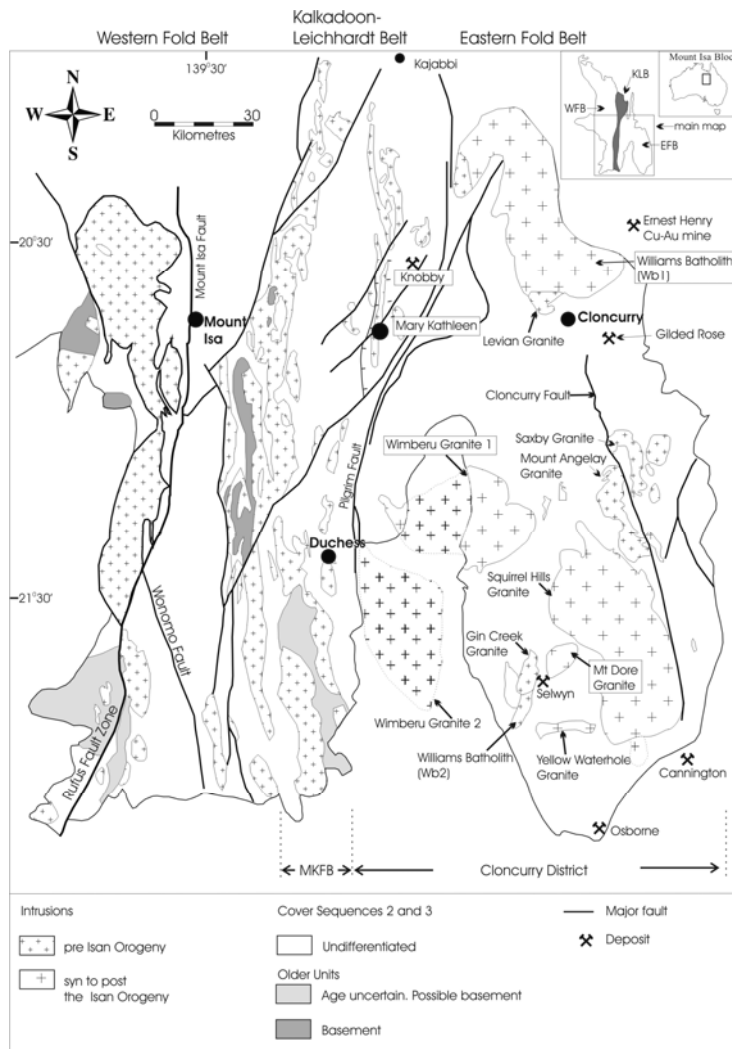 Kalkadoon-
Western Fold Belt
Leichhardt Belt
Eastern Fold Belt
139°30'
Kajabbi
N
W
E
S
30
0
30
Kilometres
KLB
WFB
EFB
main map
Mount Isa Block
20°30'
21°30'
Mount Isa Fault
Mount
Isa
Knobby
Mary Kathleen
Ernest Henry
Cu-Au mine
Williams Batholith
(Wb1)
Levian Granite
Cloncurry
Gilded Rose
Cloncurry Fault
Saxby Granite
Mount Angelay
Granite
Wimberu Granite 1
Pilgrim Fault
Duchess
Squirrel Hills
Granite
Wonomo Fault
Gin Creek
Granite
Mt Dore
Granite
Selwyn
Wimberu Granite 2
Williams Batholith
(Wb2)
Yellow Waterhole
Granite
Rufus Fault Zone
Cannington
Osborne
MKFB
Cloncurry District
Intrusions
pre Isan Orogeny
syn to post
the Isan Orogeny
Cover Sequences 2 and 3
Undifferentiated
Older Units
Age uncertain. Possible basement
Basement
Major fault
Deposit